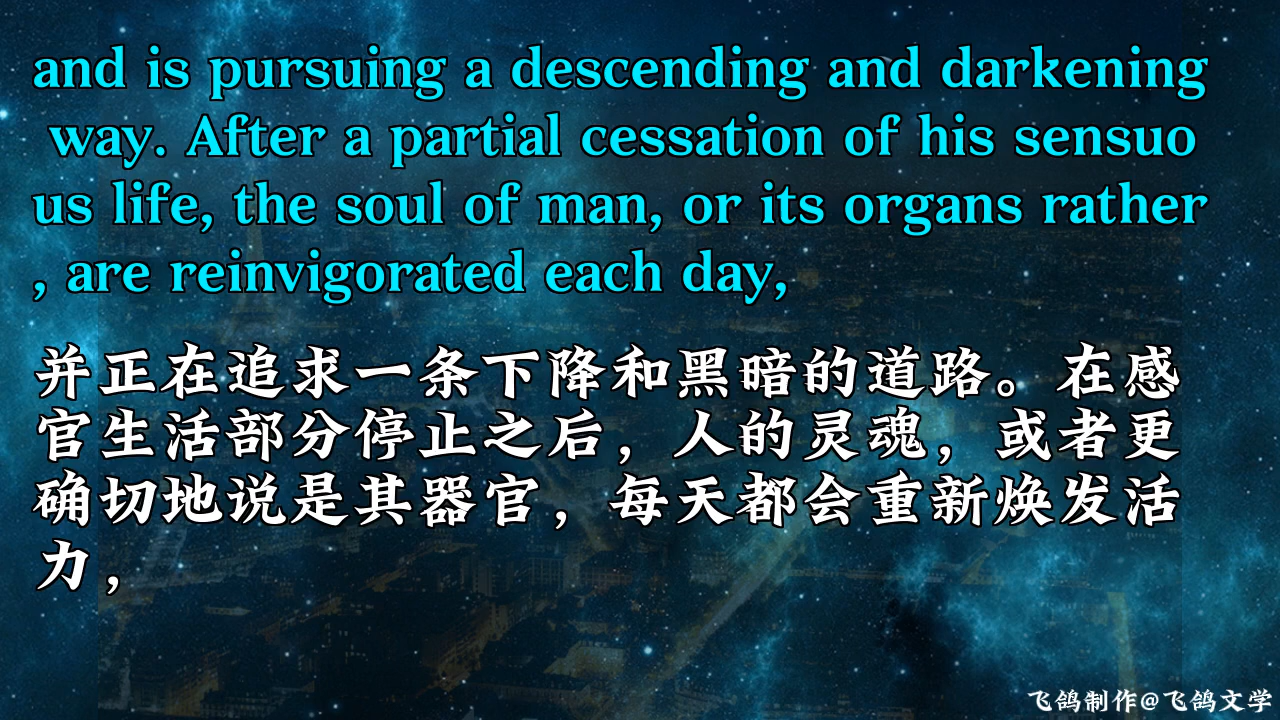 and is pursuing a descending and darkening
way. After a partial cessation of his sensuo
us life, the soul of man, or its organs rather
, are reinvigorated each day,
并正在追求一条下降和黑暗的道路。在感
官生活部分停止之后，人的灵魂，或者更
确切地说是其器官，每天都会重新焕发活
力，
飞鸽制作@飞鸽文学